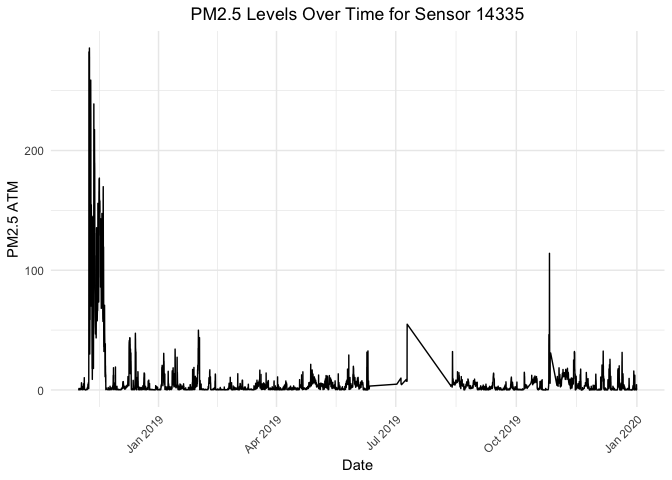 PM2.5 Levels Over Time for Sensor 14335
PM2.5 ATM
200
100
0
Jan 2019
Apr 2019
Jul 2019
Oct 2019
Jan 2020
Date